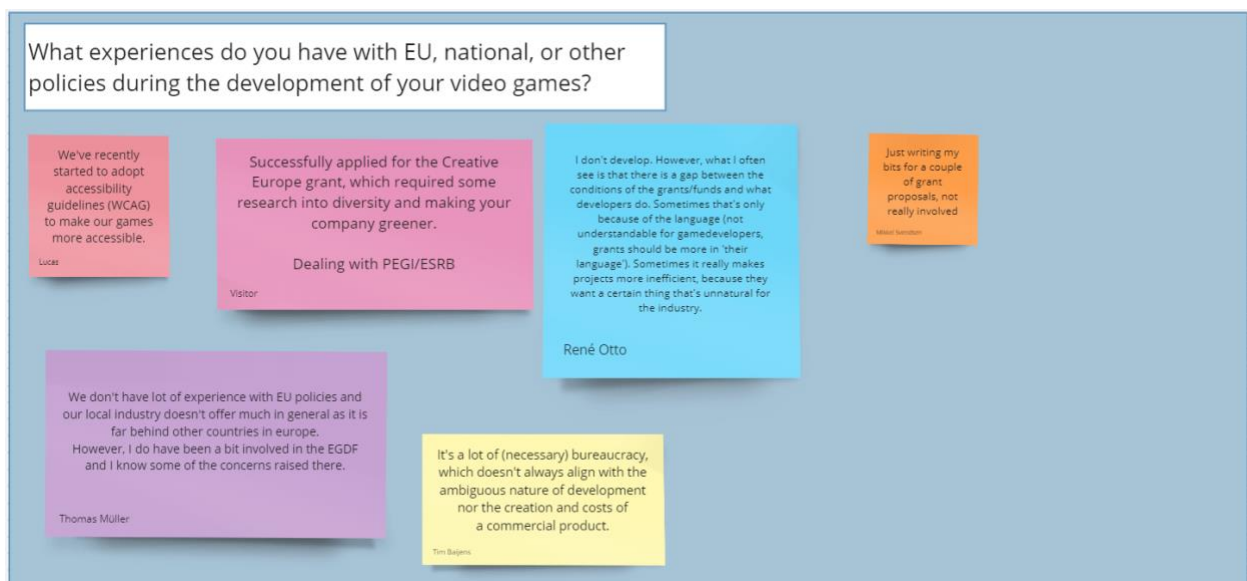 What experiences do you have with EU, national, or other
policies during the development of your video games?
We've recently
started to adopt
accessibility
guidelines (WCAG)
to make our games
more accessible.
Lucas
Successfully applied for the Creative
Europe grant, which required some
research into diversity and making your
company greener.
Dealing with PEGI/ESRB
Visitor
I don't develop. However, what I often
see is that there is a gap between the
conditions of the grants/funds and what
developers do. Sometimes that's only
because of the language (not
understandable for gamedevelopers,
grants should be more in 'their
language'). Sometimes it really makes
projects more inefficient, because they
want a certain thing that's unnatural for
the industry.
René Otto
Just writing my
bits for a couple
of grant
proposals, not
really involved
We don't have lot of experience with EU policies and
our local industry doesn't offer much in general as it is
far behind other countries in europe.
However, I do have been a bit involved in the EGDF
and I know some of the concerns raised there.
Thomas Müller
It's a lot of (necessary) bureaucracy,
which doesn't always align with the
ambiguous nature of development
nor the creation and costs of
a commercial product.
Tim Baijens